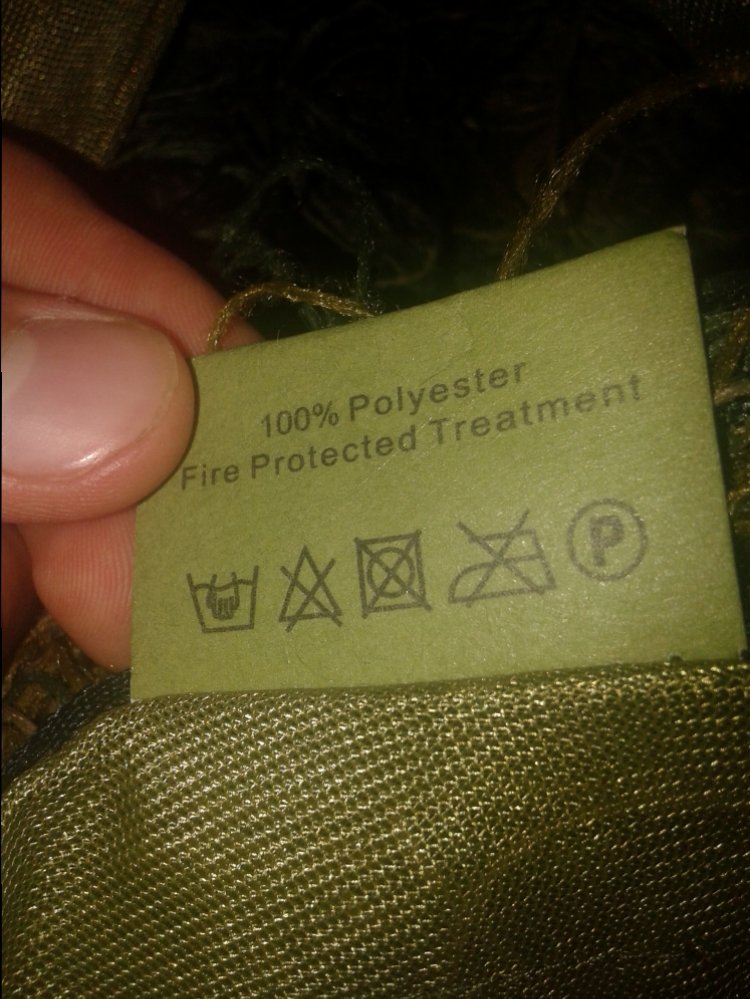 100% Polyester
Fire Protected Treatment
P